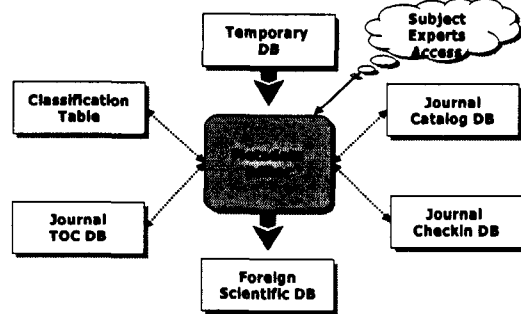 Temporary
DB
Subject
Experts
Access
Classification
Table
Journal
Catalog DB
Journal
TOC DB
Journal
Checkin DB
Foreign
Scientific DB